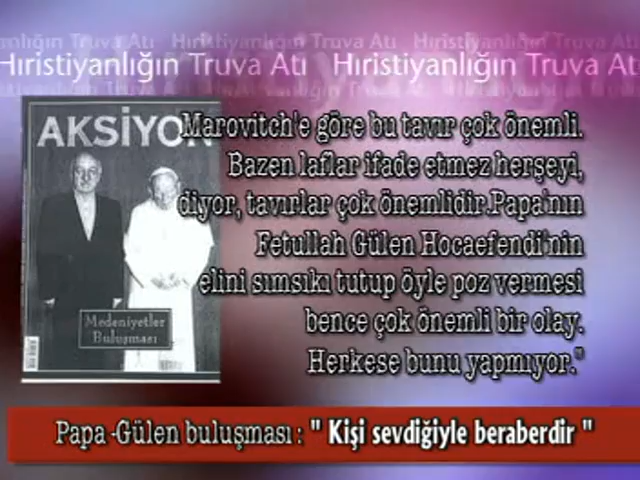 Hıristiyanlığın Truva Atı Hıristiyanlığın Truva Atı
Hıristiyanlığın Truva Atı Hıristiyanlığın Truva Atı
AKSİYON
Marovitch'e göre bu tavır çok önemli.
Bazen laflar ifade etmez herşeyi,
diyor, tavırlar çok önemlidir.Papa'nın
Fetullah Gülen Hocaefendi'nin
elini sımsıkı tutup öyle poz vermesi
bence çok önemli bir olay.
Herkese bunu yapmıyor."
Medeniyetler
Buluşması
Papa -Gülen buluşması : " Kişi sevdiğiyle beraberdir "